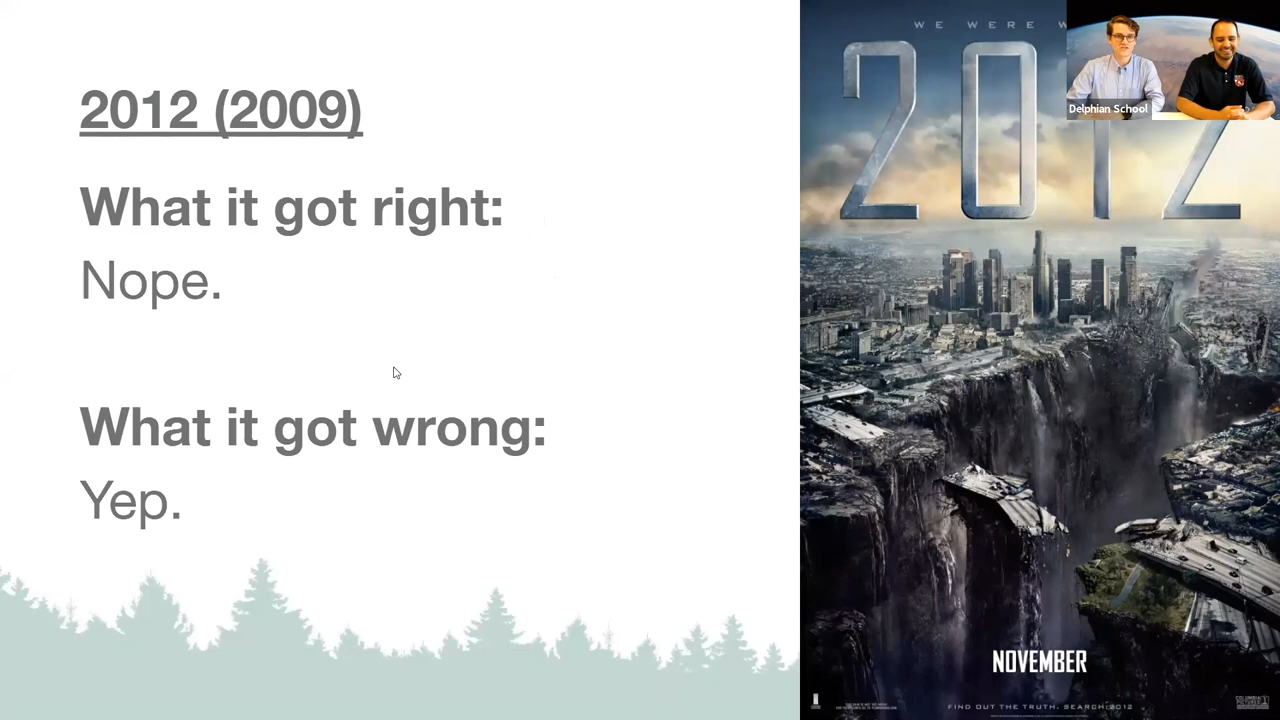 2012 (2009)
What it got right:
Nope.
What it got wrong:
Yep.
WE WERE
2012
Delphian School
NOVEMBER
FIND OUT THE TRUTH. SEARCH: 2012